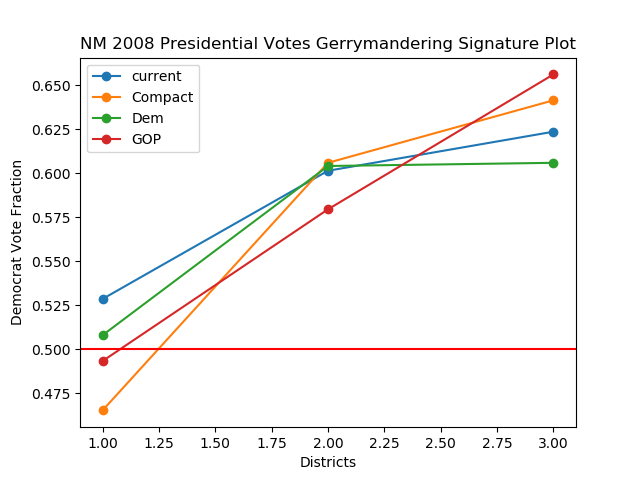 NM 2008 Presidential Votes Gerrymandering Signature Plot
current
Compact
Dem
GOP
0.650
0.625
0.600
0.575
0.550
0.525
0.500
0.475
Democrat Vote Fraction
1.00 1.25 1.50 1.75 2.00 2.25 2.50 2.75 3.00
Districts